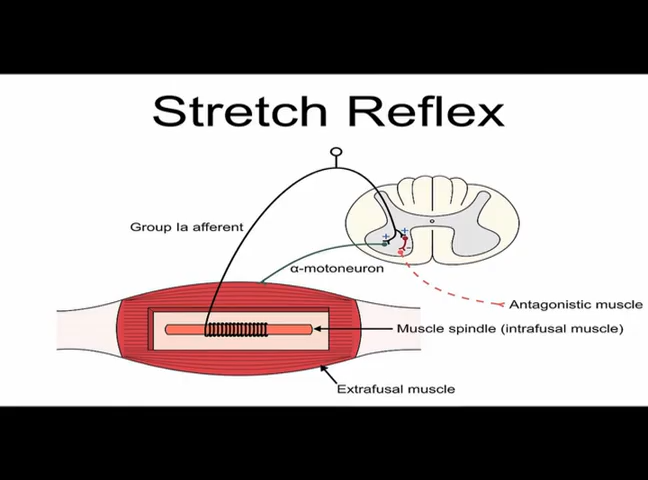 Stretch Reflex
Group Ia afferent
+
+
-
α-motoneuron
Antagonistic muscle
Muscle spindle (intrafusal muscle)
Extrafusal muscle